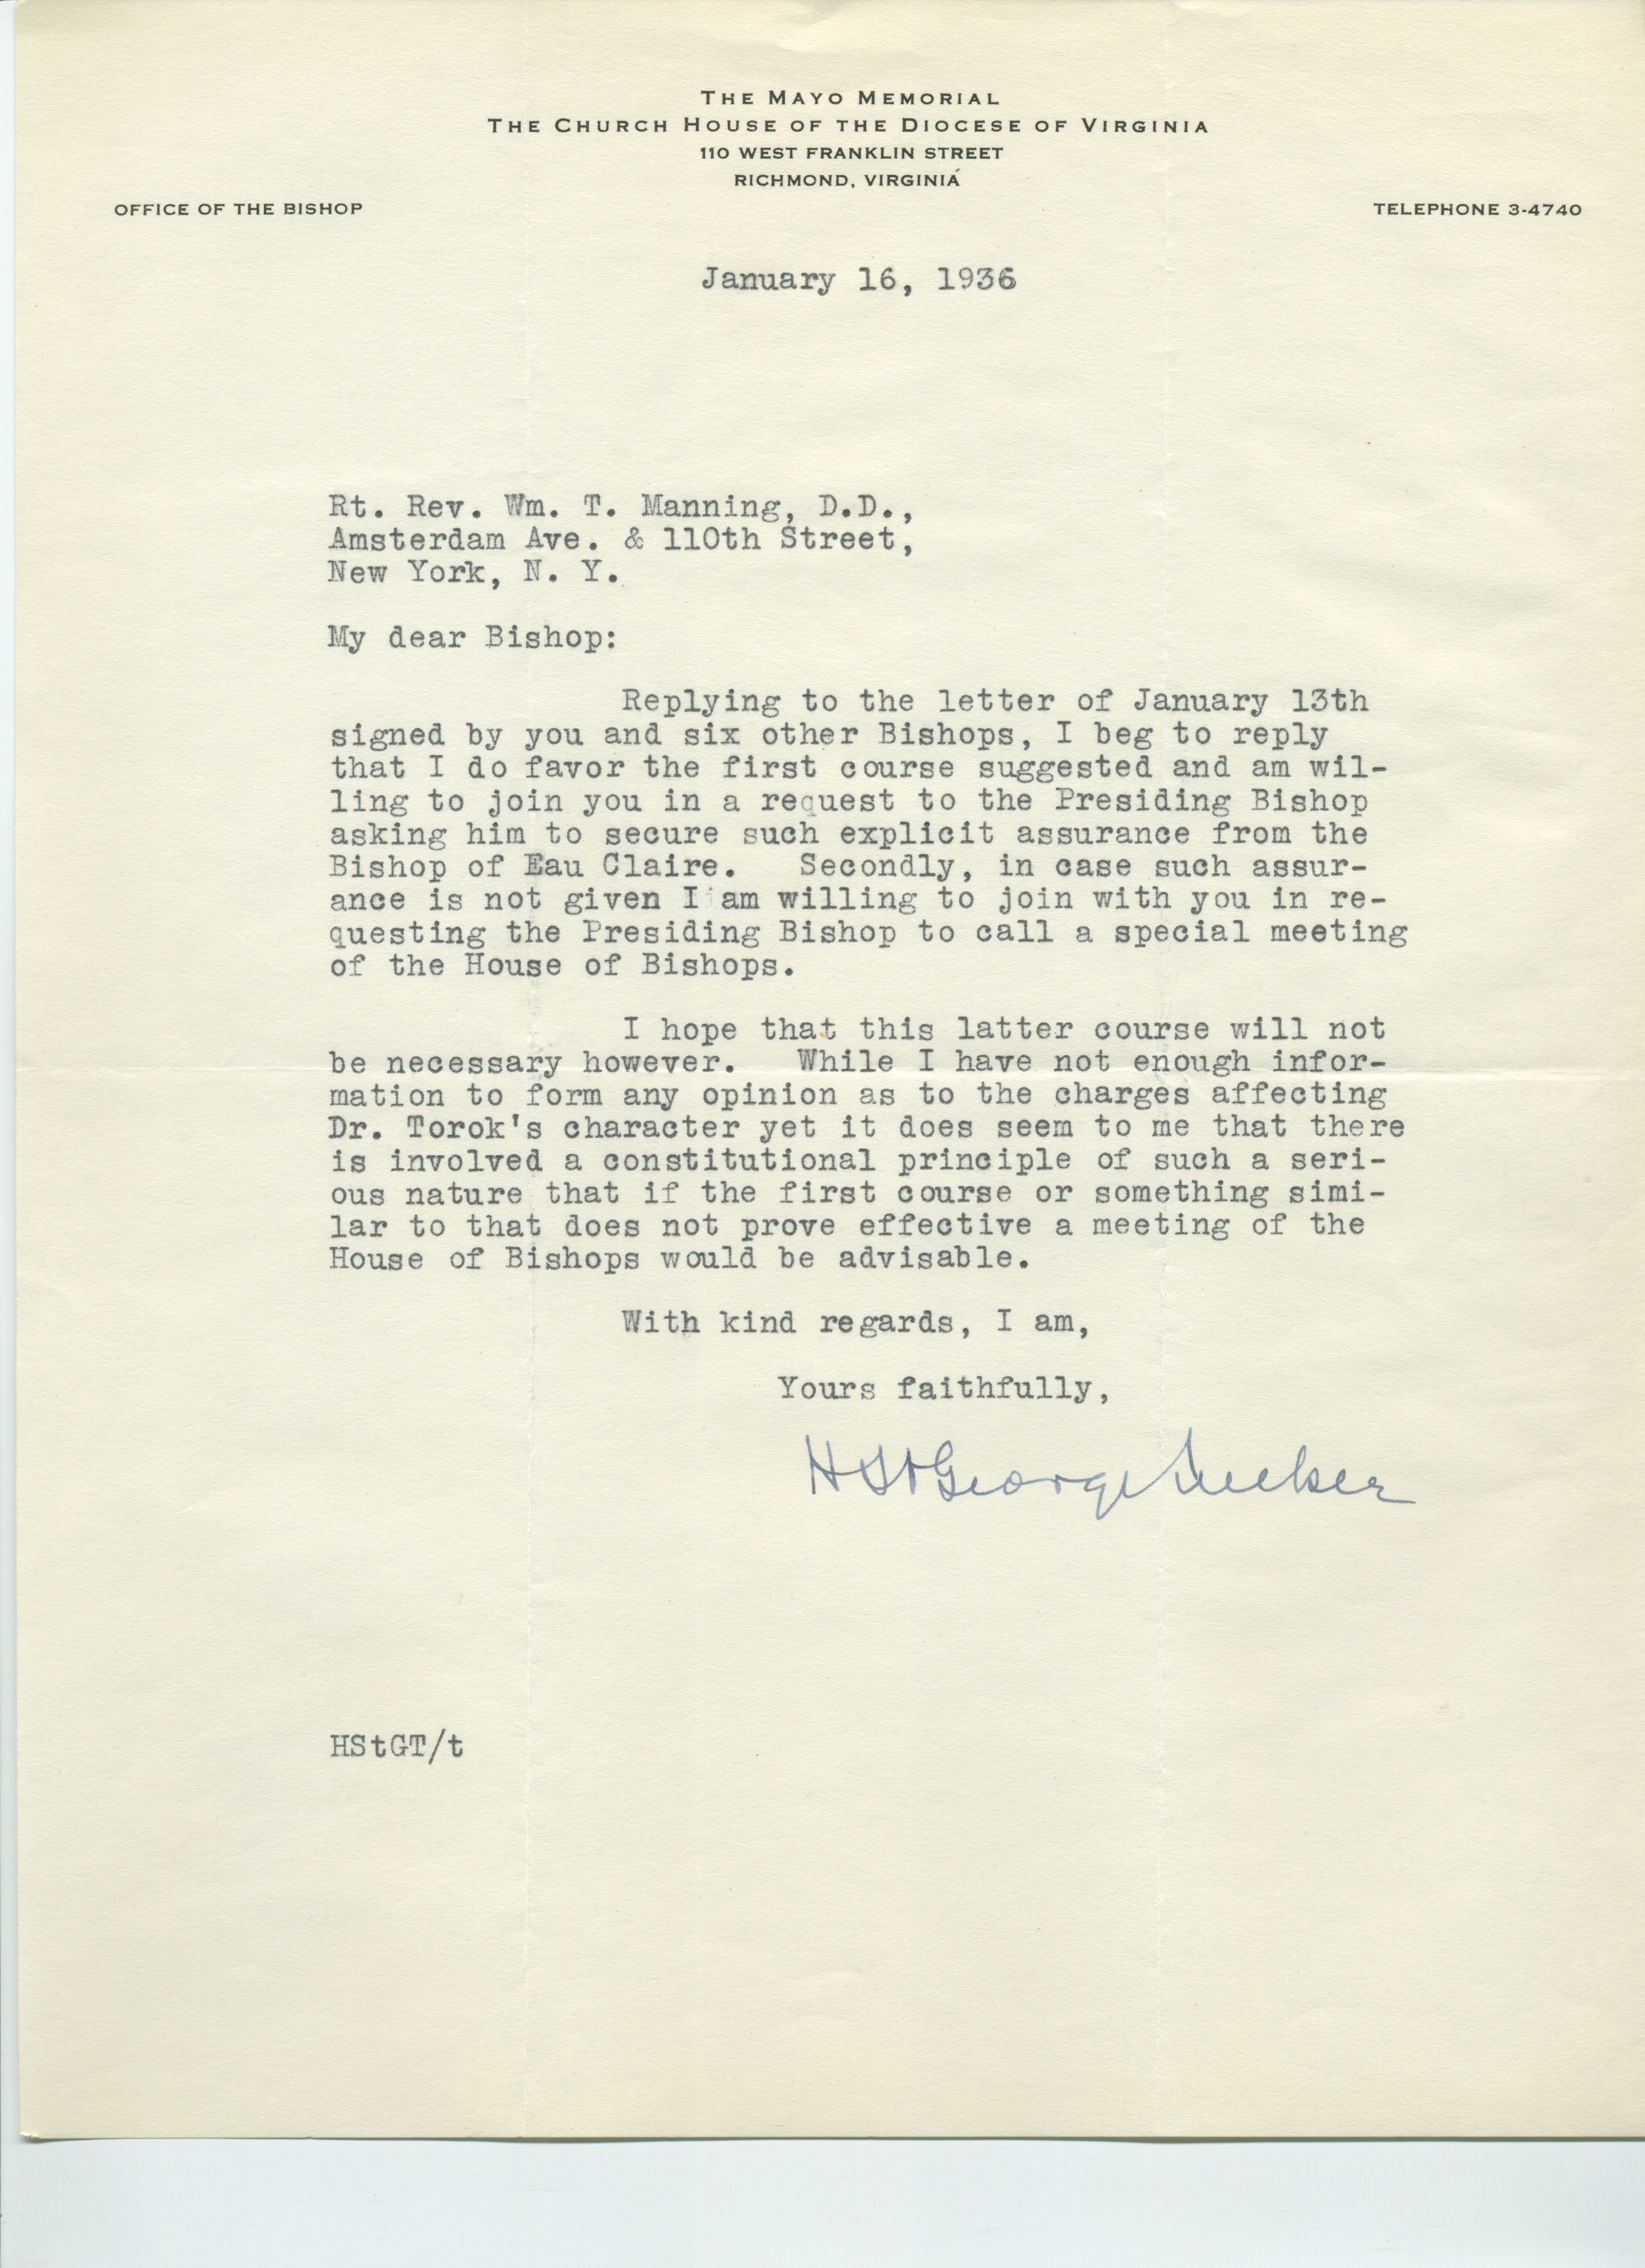 THE MAYO MEMORIAL
THE CHURCH HOUSE OF THE DIOCESE OF VIRGINIA
110 WEST FRANKLIN STREET
RICHMOND, VIRGINIA
OFFICE OF THE BISHOP
TELEPHONE 3-4740
January 16, 1936
Rt. Rev. Wm. T. Manning, D.D.,
Amsterdam Ave. & 110th Street,
New York, N. Y.
My dear Bishop:
Replying to the letter of January 13th
signed by you and six other Bishops, I beg to reply
that I do favor the first course suggested and am wil-
ling to join you in a request to the Presiding Bishop
asking him to secure such explicit assurance from the
Bishop of Eau Claire. Secondly, in case such assur-
ance is not given I am willing to join with you in re-
questing the Presiding Bishop to call a special meeting
of the House of Bishops.
I hope that this latter course will not
be necessary however. While I have not enough infor-
mation to form any opinion as to the charges affecting
Dr. Torok's character yet it does seem to me that there
is involved a constitutional principle of such a seri-
ous nature that if the first course or something simi-
lar to that does not prove effective a meeting of the
House of Bishops would be advisable.
With kind regards, I am,
Yours faithfully,
H St George Tucker
HStGT/t